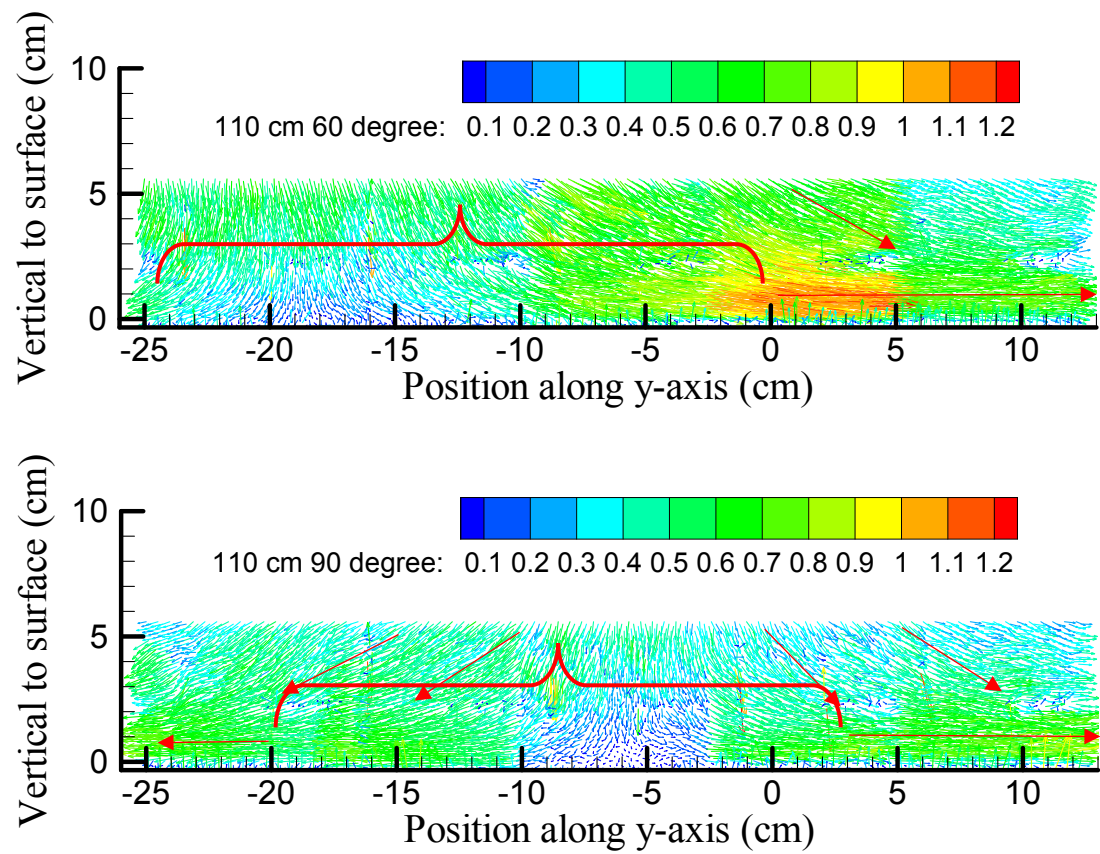 Vertical to surface (cm)
10
5
0
110 cm 60 degree: 0.1 0.2 0.3 0.4 0.5 0.6 0.7 0.8 0.9 1 1.1 1.2
-25 -20 -15 -10 -5 0 5 10
Position along y-axis (cm)
Vertical to surface (cm)
10
5
0
110 cm 90 degree: 0.1 0.2 0.3 0.4 0.5 0.6 0.7 0.8 0.9 1 1.1 1.2
-25 -20 -15 -10 -5 0 5 10
Position along y-axis (cm)